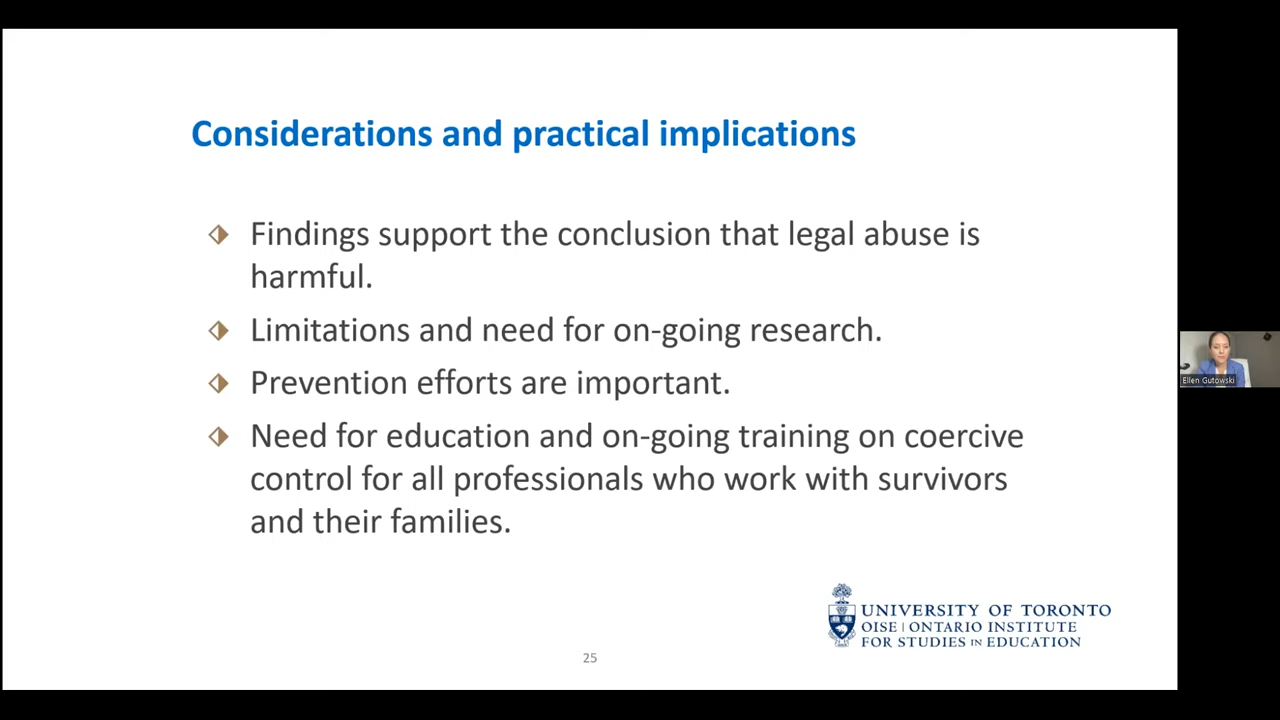 Considerations and practical implications
Findings support the conclusion that legal abuse is
harmful.
Limitations and need for on-going research.
Prevention efforts are important.
Need for education and on-going training on coercive
control for all professionals who work with survivors
and their families.
Ellen Gutowski
UNIVERSITY OF TORONTO
OISE | ONTARIO INSTITUTE
FOR STUDIES IN EDUCATION
25